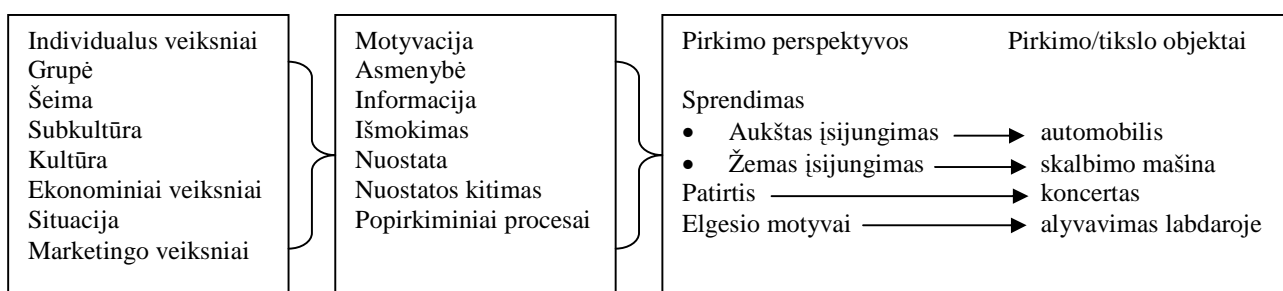 Individualus veiksniai
Grupė
Šeima
Subkultūra
Kultūra
Ekonominiai veiksniai
Situacija
Marketingo veiksniai
Motyvacija
Asmenybė
Informacija
Išmokimas
Nuostata
Nuostatos kitimas
Popirkiminiai procesai
Pirkimo perspektyvos Pirkimo/tikslo objektai
Sprendimas
• Aukštas įsijungimas automobilis
• Žemas įsijungimas skalbimo mašina
Patirtis koncertas
Elgesio motyvai alyvavimas labdaroje